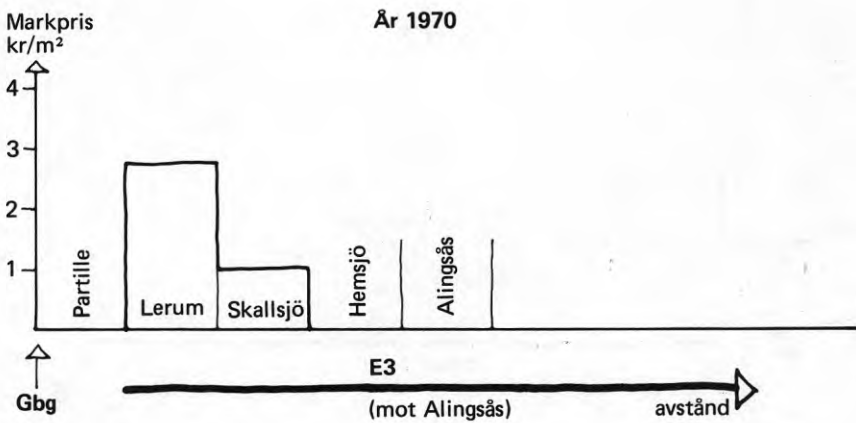 År 1970
Markpris
kr/m²
4
3
2
1
Partille
Lerum
Skallsjö
Hemsjö
Alingsås
E3
Gbg
(mot Alingsås)
avstånd